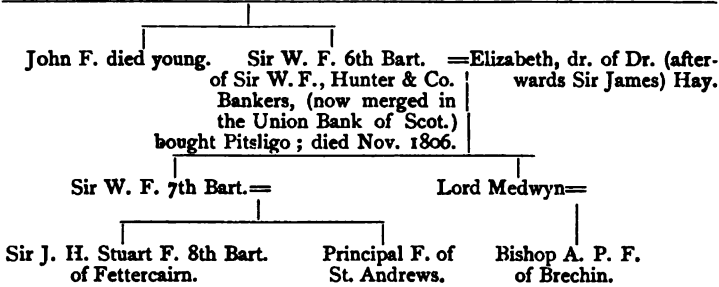 John F. died young. Sir W. F. 6th Bart. =Elizabeth, dr. of Dr. (after-
of Sir W. F., Hunter & Co. wards Sir James) Hay.
Bankers, (now merged in
the Union Bank of Scot.)
bought Pitsligo ; died Nov. 1806.
Sir W. F. 7th Bart.= Lord Medwyn=
Sir J. H. Stuart F. 8th Bart. Principal F. of Bishop A. P. F.
of Fettercairn. St. Andrews. of Brechin.